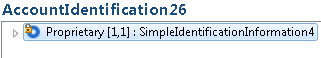 AccountIdentification26
Proprietary [1,1] : SimpleIdentificationInformation4